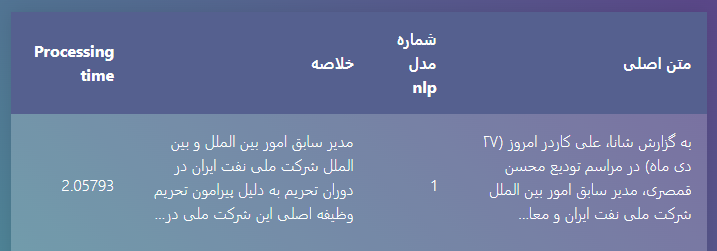 متن اصلی
شماره
مدل
nlp
خلاصه
Processing
time
به گزارش شانا، علی کاردر امروز (۲۷
دی ماه) در مراسم تودیع محسن
قمصری، مدیر سابق امور بین الملل
شرکت ملی نفت ایران و معا...
1
مدیر سابق امور بین الملل و بین
الملل شرکت ملی نفت ایران در
دوران تحریم به دلیل پیرامون تحریم
وظیفه اصلی این شرکت ملی در...
2.05793